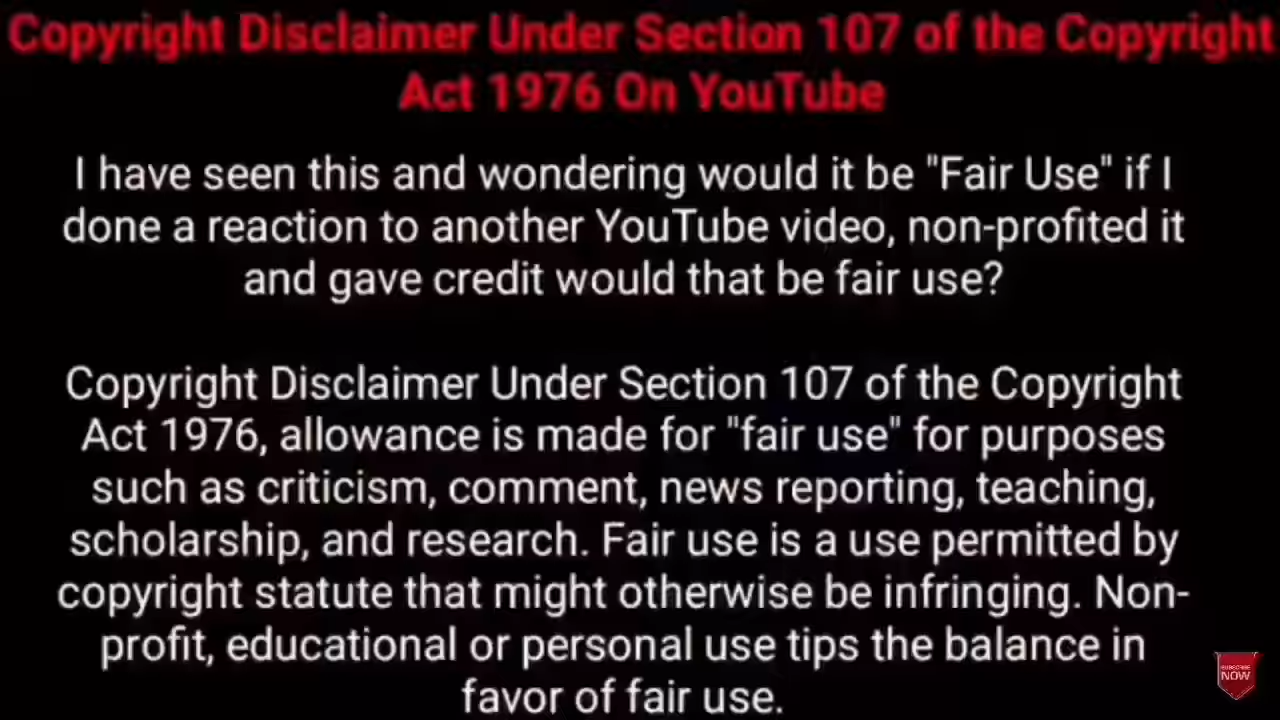 Copyright Disclaimer Under Section 107 of the Copyright
Act 1976 On YouTube
I have seen this and wondering would it be "Fair Use" if I
done a reaction to another YouTube video, non-profited it
and gave credit would that be fair use?
Copyright Disclaimer Under Section 107 of the Copyright
Act 1976, allowance is made for "fair use" for purposes
such as criticism, comment, news reporting, teaching,
scholarship, and research. Fair use is a use permitted by
copyright statute that might otherwise be infringing. Non-
profit, educational or personal use tips the balance in
favor of fair use.
SUBSCRIBE
NOW